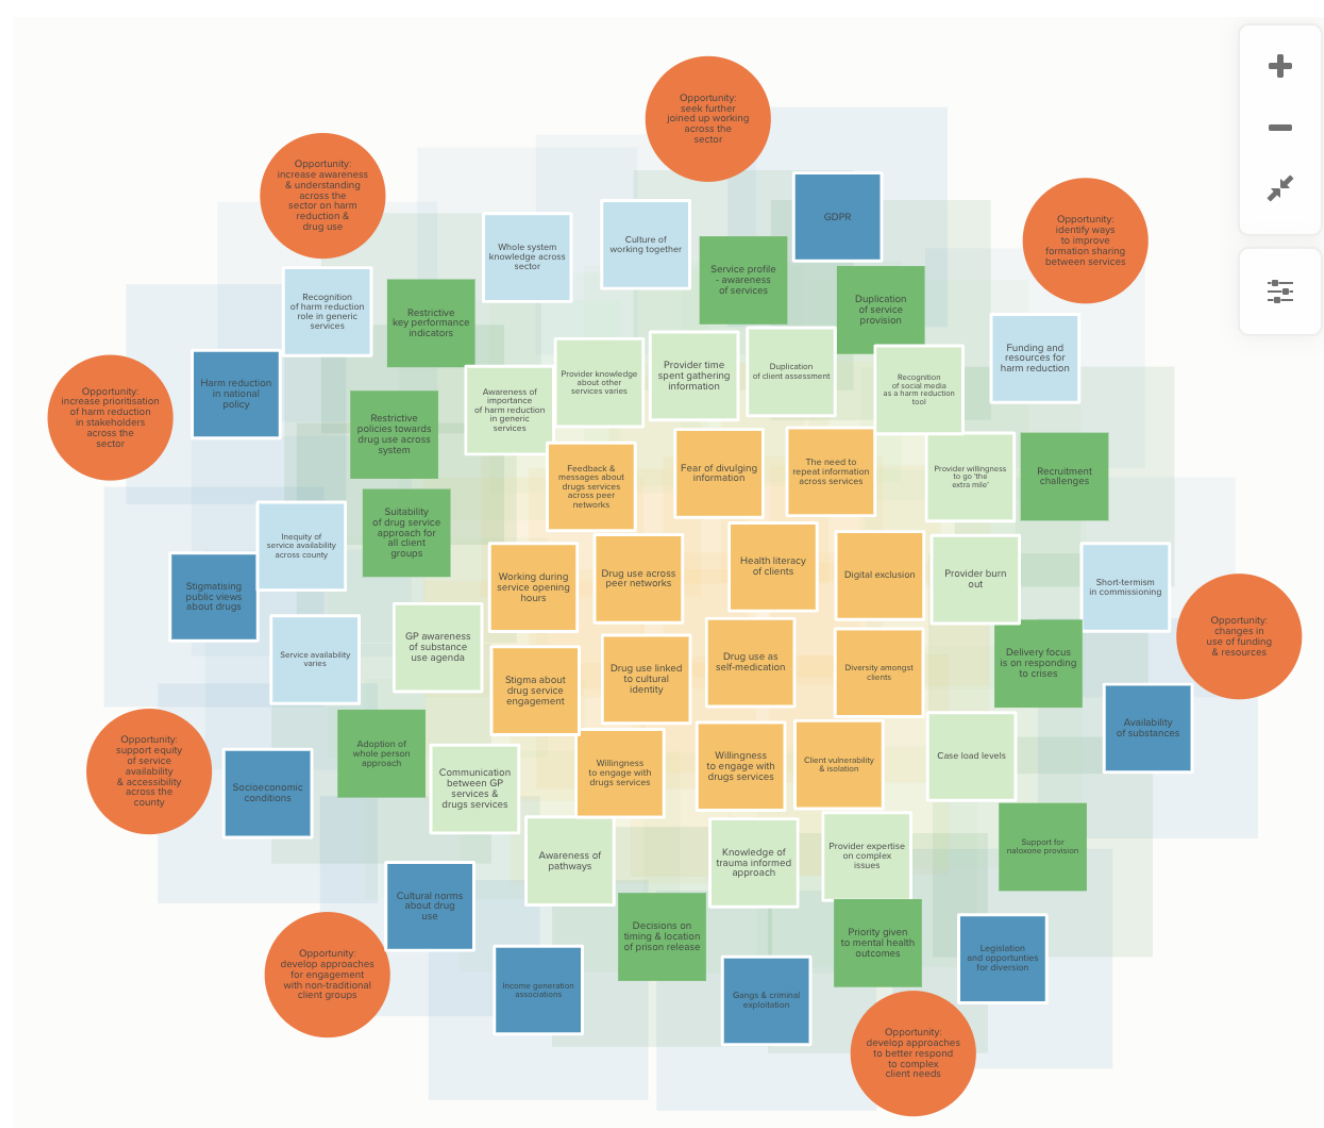 Opportunity:
seek further
joined up working
across the
sector
Opportunity:
increase awareness
& understanding
across the
sector on harm
reduction &
drug use
GDPR
Opportunity:
identify ways
to improve
formation sharing
between services
Whole system
knowledge across
sector
Culture of
working together
Service profile
- awareness
of services
Duplication
of service
provision
Recognition
of harm reduction
role in generic
services
Restrictive
key performance
indicators
Funding and
resources for
harm reduction
Opportunity:
increase prioritisation
of harm reduction
in stakeholders
across the
sector
Harm reduction
in national
policy
Restrictive
policies towards
drug use across
system
Awareness of
importance
of harm reduction
in generic
services
Provider knowledge
about other
services varies
Provider time
spent gathering
information
Duplication
of client assessment
Recognition
of social media
as a harm reduction
tool
Feedback &
messages about
drugs services
across peer
networks
Fear of divulging
information
The need to
repeat information
across services
Provider willingness
to go 'the
extra mile'
Recruitment
challenges
Suitability
of drug service
approach for
all client
groups
Inequity of
service availability
across county
Stigmatising
public views
about drugs
Working during
service opening
hours
Drug use across
peer networks
Health literacy
of clients
Digital exclusion
Provider burn
out
Short-termism
in commissioning
Opportunity:
changes in
use of funding
& resources
Service availability
varies
GP awareness
of substance
use agenda
Stigma about
drug service
engagement
Drug use linked
to cultural
identity
Drug use as
self-medication
Diversity amongst
clients
Delivery focus
is on responding
to crises
Availability
of substances
Opportunity:
support equity
of service
availability
& accessibility
across the
county
Socioeconomic
conditions
Adoption of
whole person
approach
Communication
between GP
services &
drugs services
Willingness
to engage with
drugs services
Willingness
to engage with
drugs services
Client vulnerability
& isolation
Case load levels
Awareness of
pathways
Knowledge of
trauma informed
approach
Provider expertise
on complex
issues
Support for
naloxone provision
Cultural norms
about drug
use
Decisions on
timing & location
of prison release
Priority given
to mental health
outcomes
Legislation
and opportunities
for diversion
Opportunity:
develop approaches
for engagement
with non-traditional
client groups
Income generation
associations
Gangs & criminal
exploitation
Opportunity:
develop approaches
to better respond
to complex
client needs